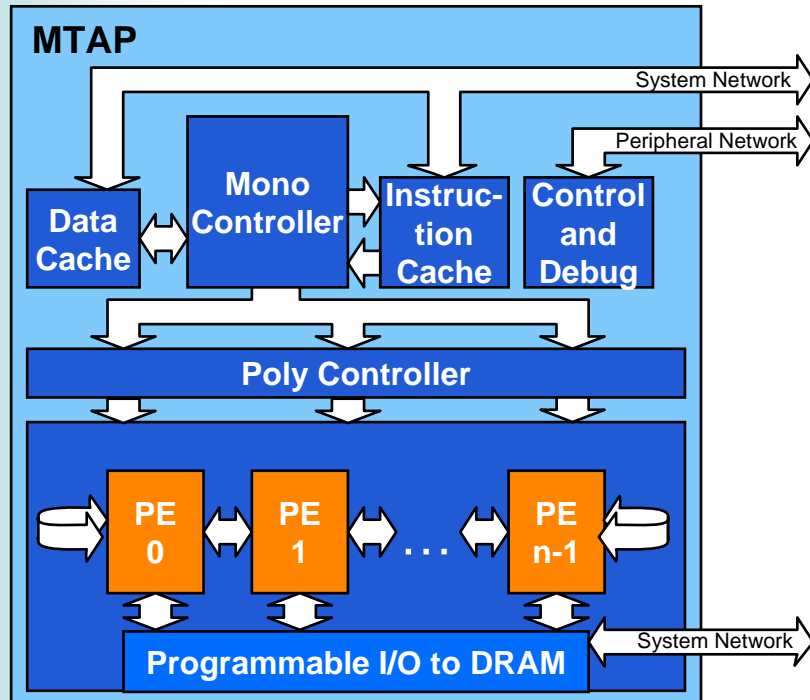 MTAP
System Network
Peripheral Network
Mono
Controller
Data
Cache
Instruc-
tion
Cache
Control
and
Debug
Poly Controller
PE
0
PE
1
. . .
PE
n-1
System Network
Programmable I/O to DRAM